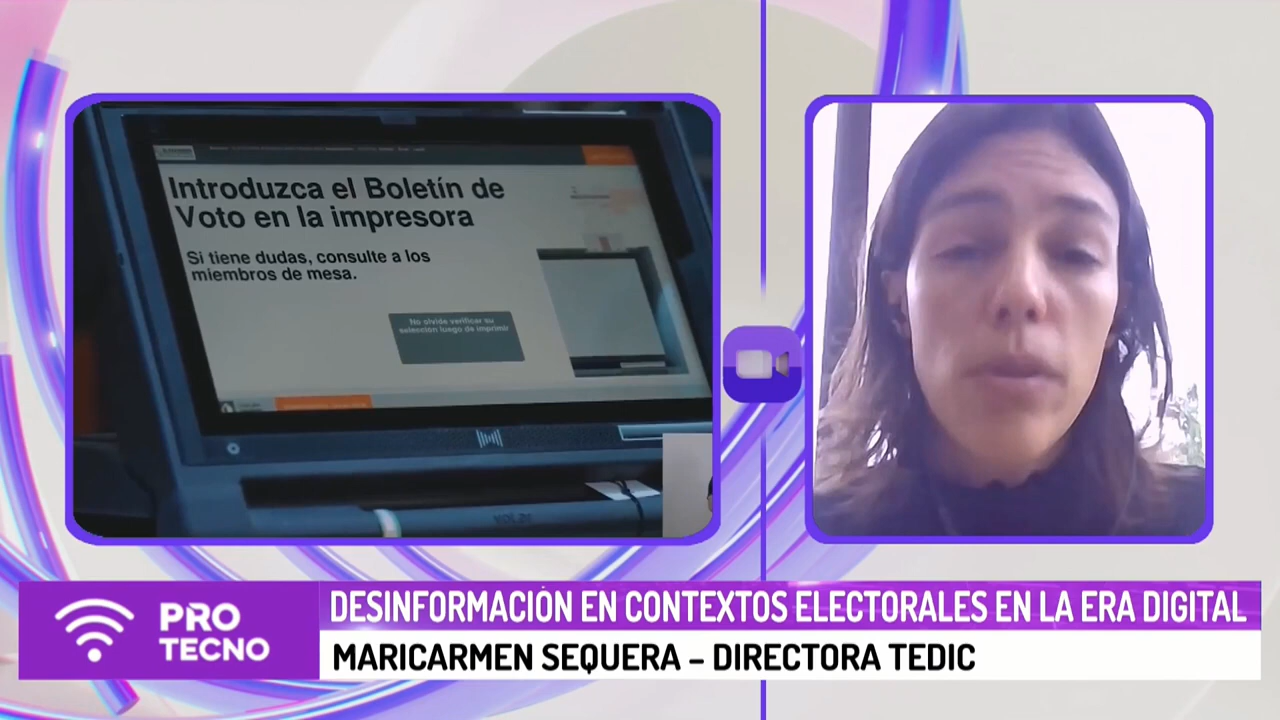 Introduzca el Boletín de
Voto en la impresora
Si tiene dudas, consulte a los
miembros de mesa.
No olvide verificar su
selección luego de imprimir
PRO
TECNO
DESINFORMACIÓN EN CONTEXTOS ELECTORALES EN LA ERA DIGITAL
MARICARMEN SEQUERA – DIRECTORA TEDIC